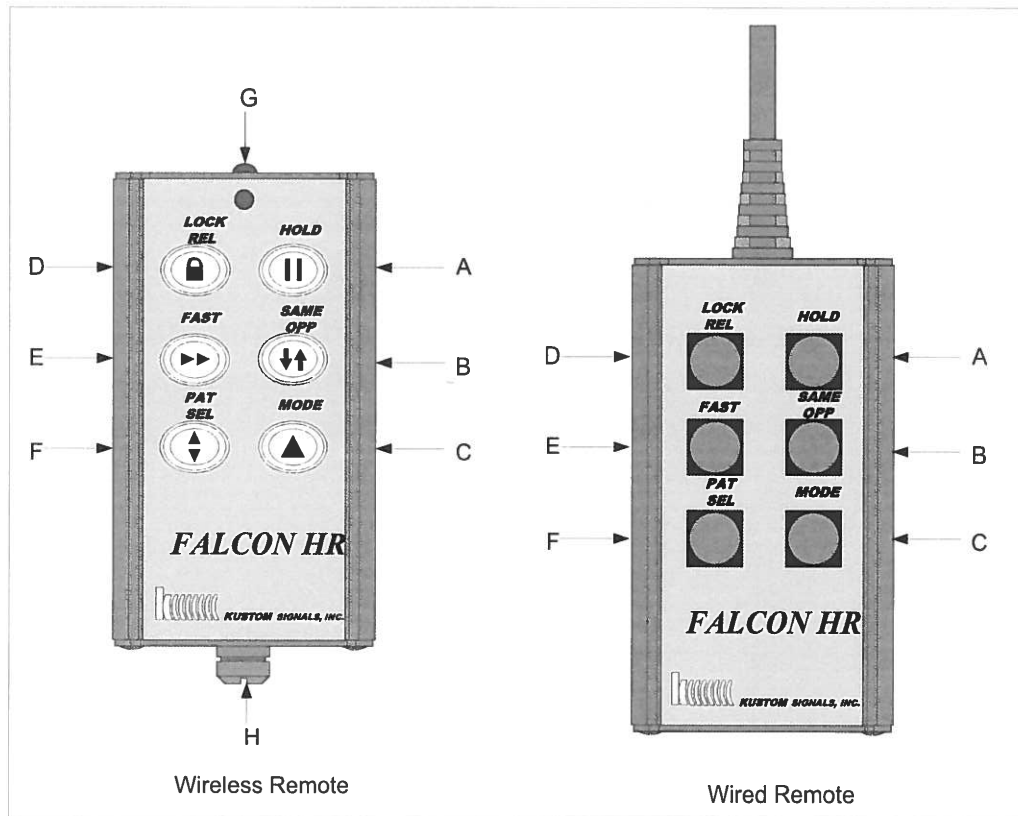 G
LOCK
REL
HOLD
D
A
FAST
SAME
OPP
E
B
PAT
SEL
MODE
F
C
FALCON HR
KUSTOM SIGNALS, INC.
H
Wireless Remote
LOCK
REL
HOLD
D
A
FAST
SAME
OPP
E
B
PAT
SEL
MODE
F
C
FALCON HR
KUSTOM SIGNALS, INC.
Wired Remote